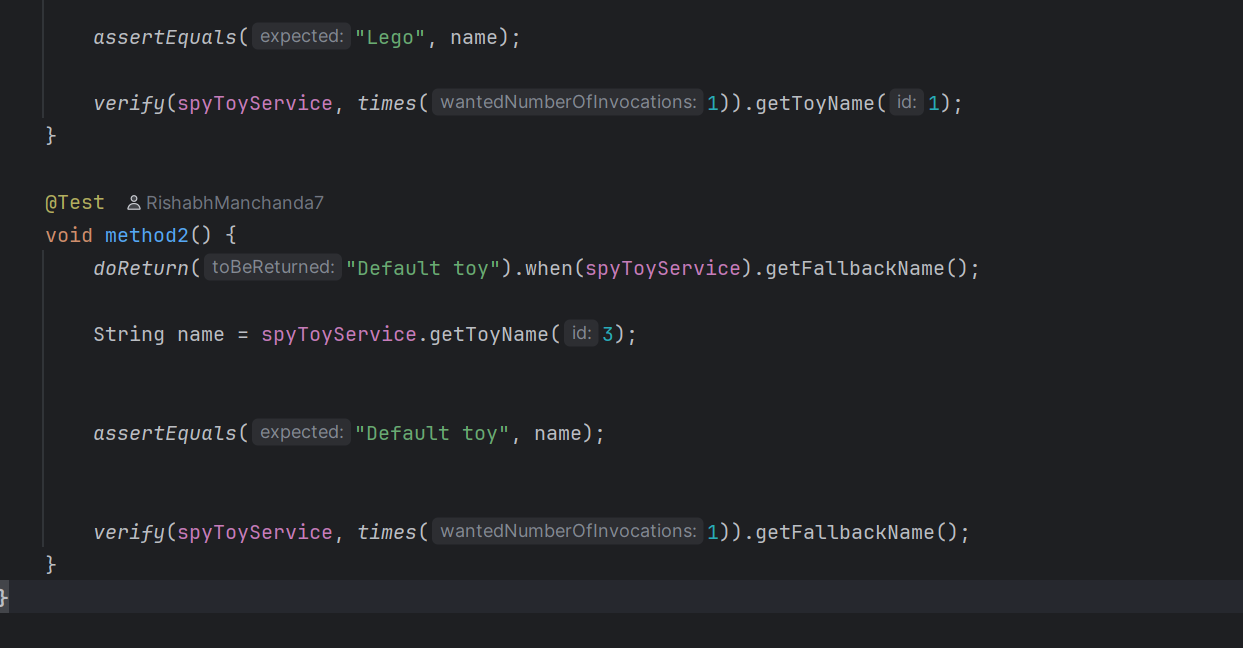 assertEquals( expected: "Lego", name);
verify(spyToyService, times( wantedNumberOfInvocations: 1)).getToyName( id: 1);
}
@Test RishabhManchanda7
void method2() {
doReturn( toBeReturned: "Default toy").when(spyToyService).getFallbackName();
String name = spyToyService.getToyName( id: 3);
assertEquals( expected: "Default toy", name);
verify(spyToyService, times( wantedNumberOfInvocations: 1)).getFallbackName();
}
}